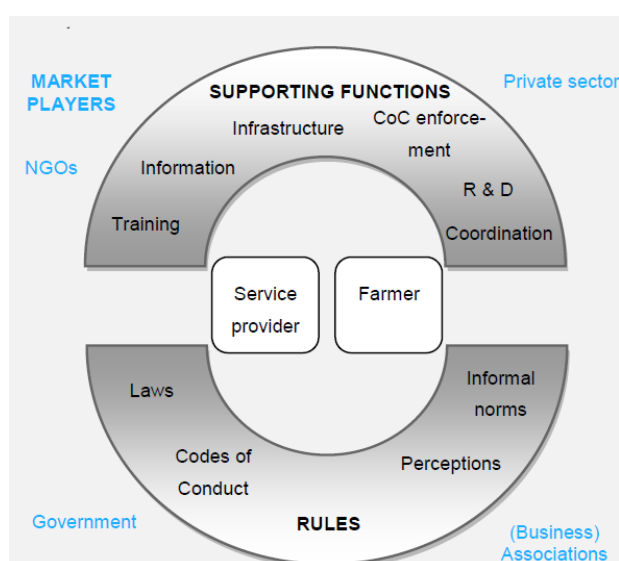 MARKET
PLAYERS
Private sector
SUPPORTING FUNCTIONS
Infrastructure
CoC enforce-
ment
NGOs
Information
R & D
Training
Coordination
Service
provider
Farmer
Laws
Informal
norms
Codes of
Conduct
Perceptions
Government
RULES
(Business)
Associations